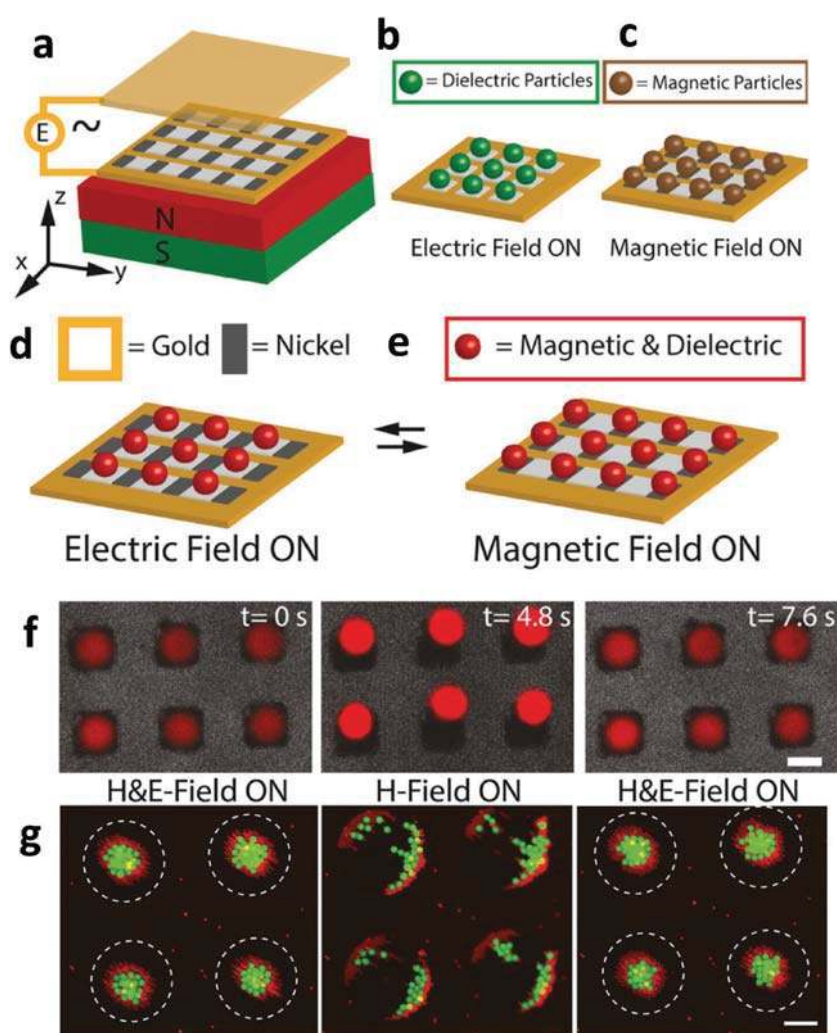 a
b
c
= Dielectric Particles
= Magnetic Particles
E
~
N
S
z
x
y
Electric Field ON
Magnetic Field ON
d
= Gold
= Nickel
e
= Magnetic & Dielectric
Electric Field ON
Magnetic Field ON
f
t= 0 s
t= 4.8 s
t= 7.6 s
H&E-Field ON
H-Field ON
H&E-Field ON
g